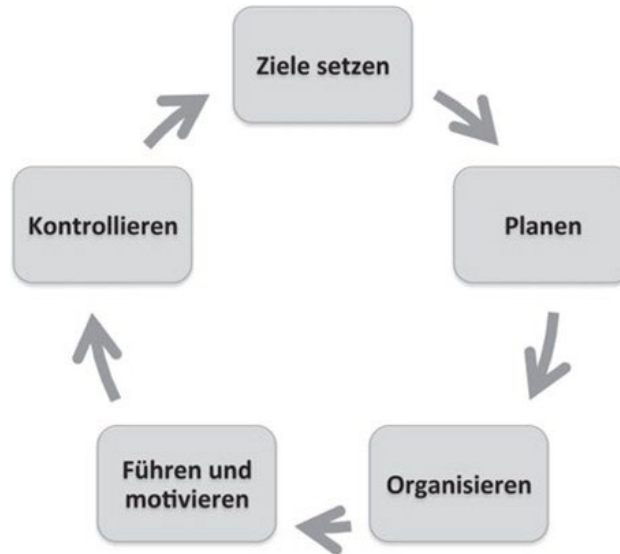 Ziele setzen
Planen
Organisieren
Führen und
motivieren
Kontrollieren